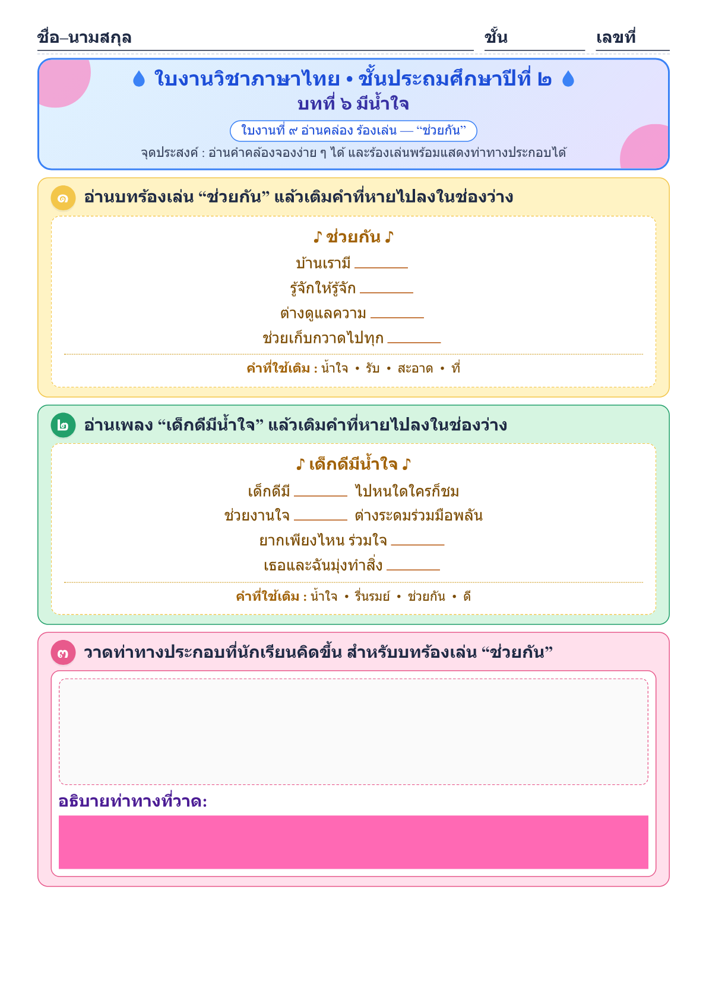 ชื่อ–นามสกุล ชั้น เลขที่
ใบงานวิชาภาษาไทย • ชั้นประถมศึกษาปีที่ ๒
บทที่ ๖ มีน้ำใจ
ใบงานที่ ๙ อ่านคล่อง ร้องเล่น — “ช่วยกัน”
จุดประสงค์ : อ่านคำคล้องจองง่าย ๆ ได้ และร้องเล่นพร้อมแสดงท่าทางประกอบได้
๑ อ่านบทร้องเล่น “ช่วยกัน” แล้วเติมคำที่หายไปลงในช่องว่าง
♪ ช่วยกัน ♪
บ้านเรามี
รู้จักให้รู้จัก
ต่างดูแลความ
ช่วยเก็บกวาดไปทุก
คำที่ใช้เติม : น้ำใจ • รับ • สะอาด • ที่
๒ อ่านเพลง “เด็กดีมีน้ำใจ” แล้วเติมคำที่หายไปลงในช่องว่าง
♪ เด็กดีมีน้ำใจ ♪
เด็กดีมี ไปหนใดใครก็ชม
ช่วยงานใจ ต่างระดมร่วมมือพลัน
ยากเพียงไหน ร่วมใจ
เธอและฉันมุ่งทำสิ่ง
คำที่ใช้เติม : น้ำใจ • รื่นรมย์ • ช่วยกัน • ดี
๓ วาดท่าทางประกอบที่นักเรียนคิดขึ้น สำหรับบทร้องเล่น “ช่วยกัน”
อธิบายท่าทางที่วาด: